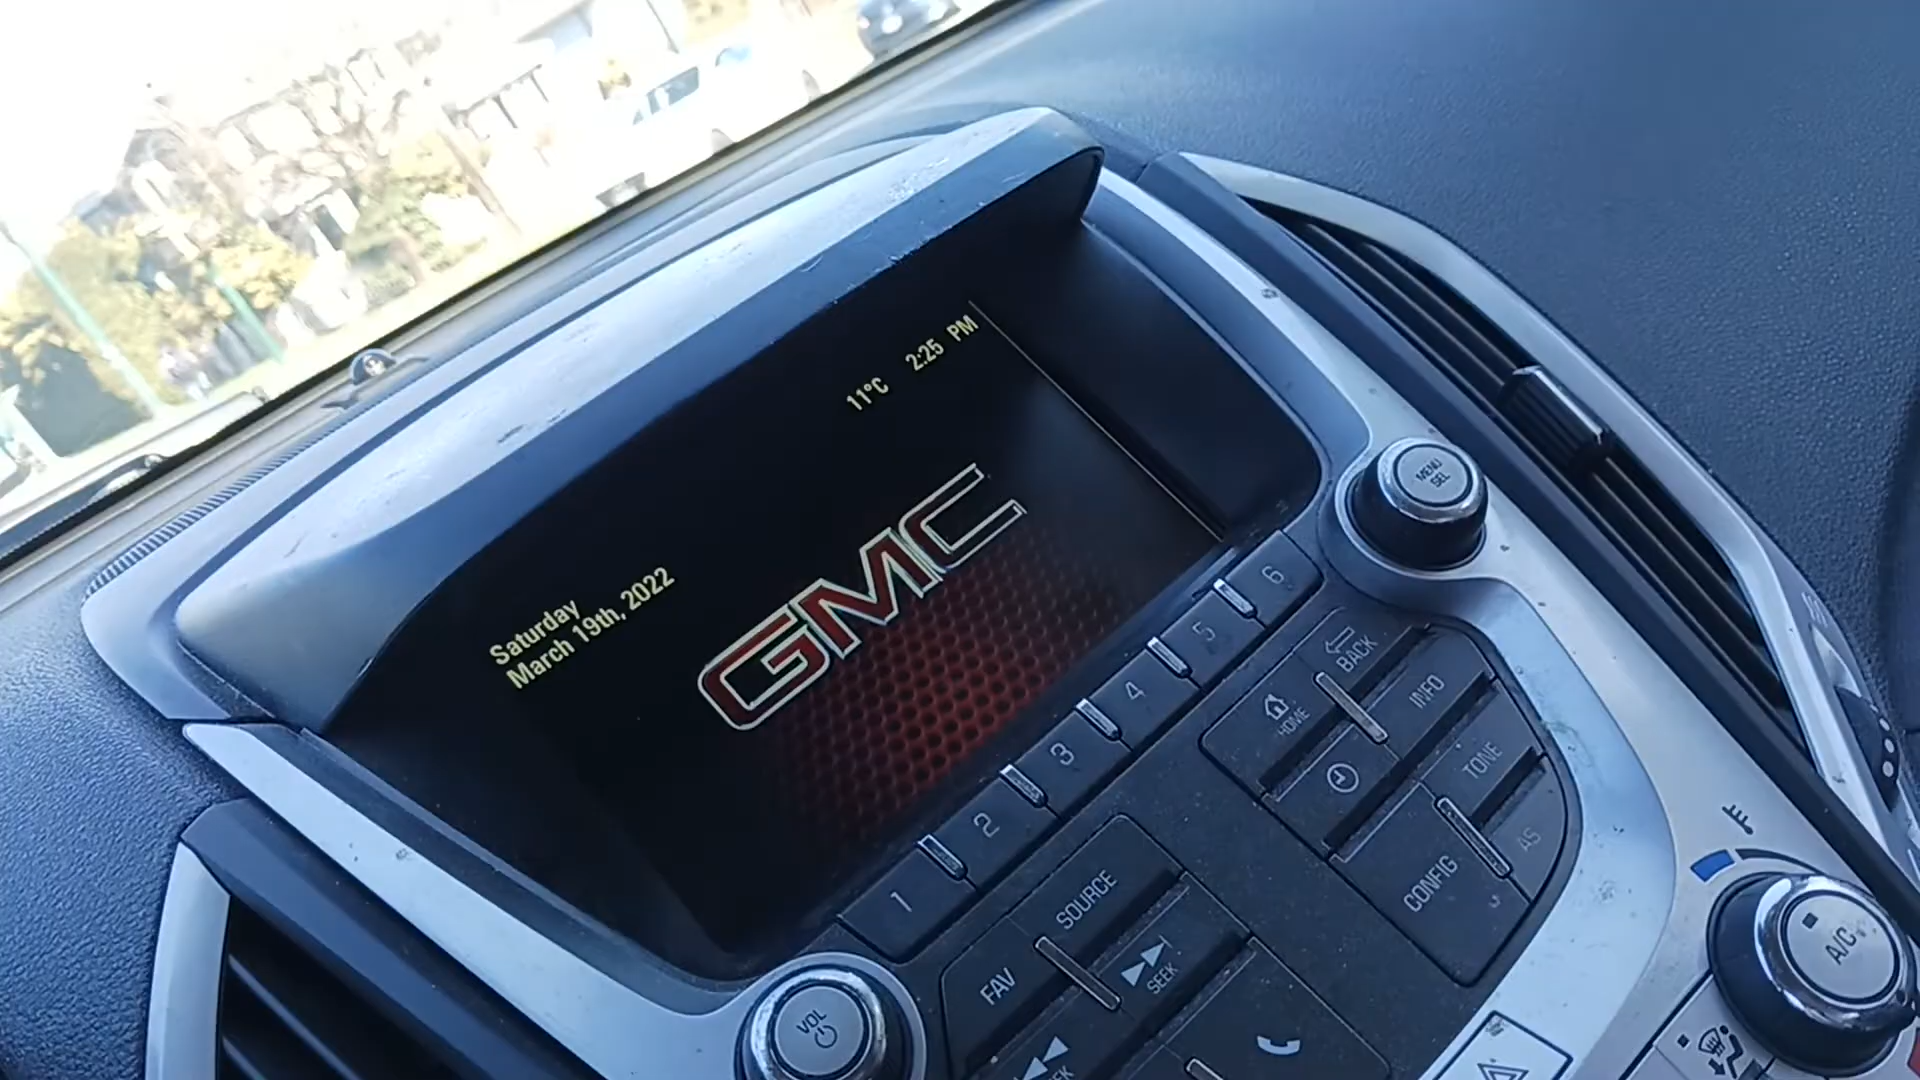 11°C 2:25 PM
Saturday
March 19th, 2022
GMC
1 2 3 4 5 6
MENU
SEL
BACK
HOME
INFO
TONE
CONFIG
AS
SOURCE
FAV
SEEK
VOL
A/C